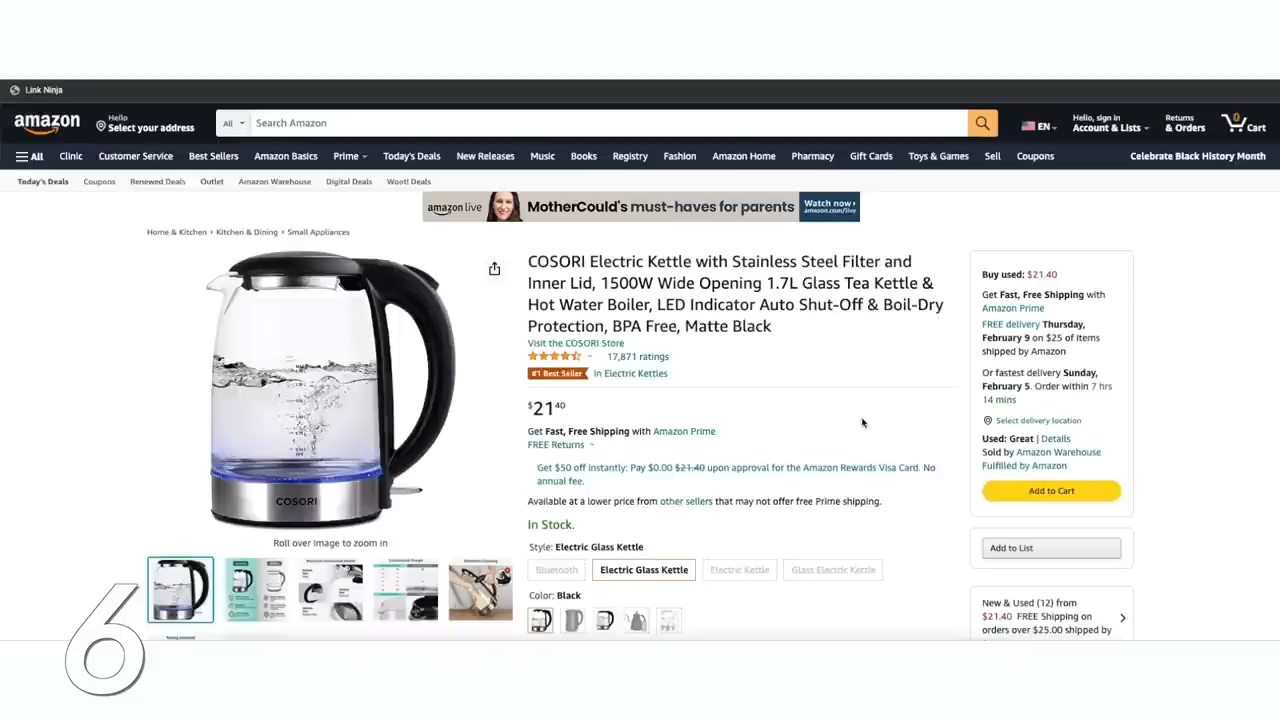 Link Ninja
amazon
Hello
Select your address
All
Search Amazon
EN
Hello, sign in
Account & Lists
Returns
& Orders
0
Cart
All
Clinic
Customer Service
Best Sellers
Amazon Basics
Prime
Today's Deals
New Releases
Music
Books
Registry
Fashion
Amazon Home
Pharmacy
Gift Cards
Toys & Games
Sell
Coupons
Celebrate Black History Month
Today's Deals
Coupons
Renewed Deals
Outlet
Amazon Warehouse
Digital Deals
Woot! Deals
amazon live
MotherCould's must-haves for parents
Watch now
amazon.com/live
Home & Kitchen › Kitchen & Dining › Small Appliances
COSORI
Roll over image to zoom in
COSORI Electric Kettle with Stainless Steel Filter and
Inner Lid, 1500W Wide Opening 1.7L Glass Tea Kettle &
Hot Water Boiler, LED Indicator Auto Shut-Off & Boil-Dry
Protection, BPA Free, Matte Black
Visit the COSORI Store
17,871 ratings
#1 Best Seller in Electric Kettles
$2140
Get Fast, Free Shipping with Amazon Prime
FREE Returns
Get $50 off instantly: Pay $0.00 $21.40 upon approval for the Amazon Rewards Visa Card. No
annual fee.
Available at a lower price from other sellers that may not offer free Prime shipping.
In Stock.
Style: Electric Glass Kettle
Bluetooth
Electric Glass Kettle
Electric Kettle
Glass Electric Kettle
Color: Black
Buy used: $21.40
Get Fast, Free Shipping with
Amazon Prime
FREE delivery Thursday,
February 9 on $25 of items
shipped by Amazon
Or fastest delivery Sunday,
February 5. Order within 7 hrs
14 mins
Select delivery location
Used: Great | Details
Sold by Amazon Warehouse
Fulfilled by Amazon
Add to Cart
Add to List
New & Used (12) from
$21.40 FREE Shipping on
orders over $25.00 shipped by
6